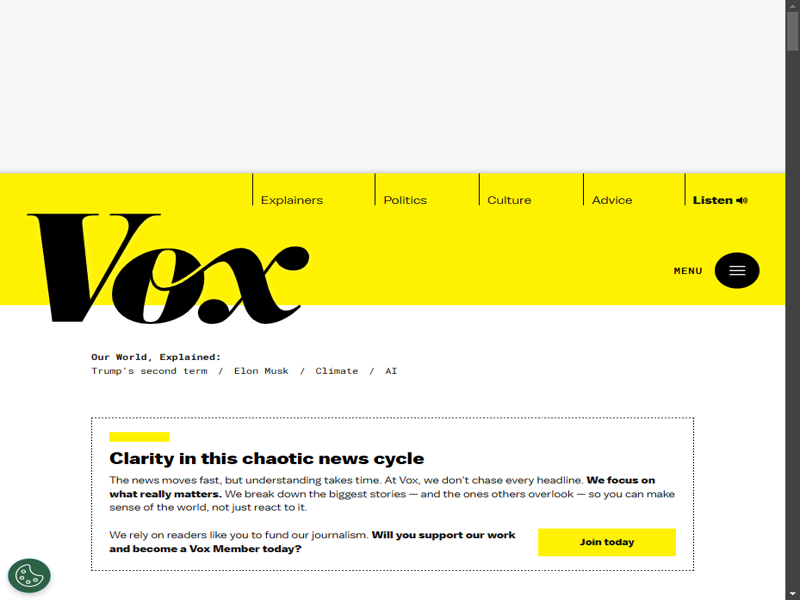 Explainers
Politics
Culture
Advice
Listen
Vox
MENU
Our World, Explained:
Trump's second term / Elon Musk / Climate / AI
Clarity in this chaotic news cycle
The news moves fast, but understanding takes time. At Vox, we don't chase every headline. We focus on
what really matters. We break down the biggest stories — and the ones others overlook — so you can make
sense of the world, not just react to it.
We rely on readers like you to fund our journalism. Will you support our work
and become a Vox Member today?
Join today